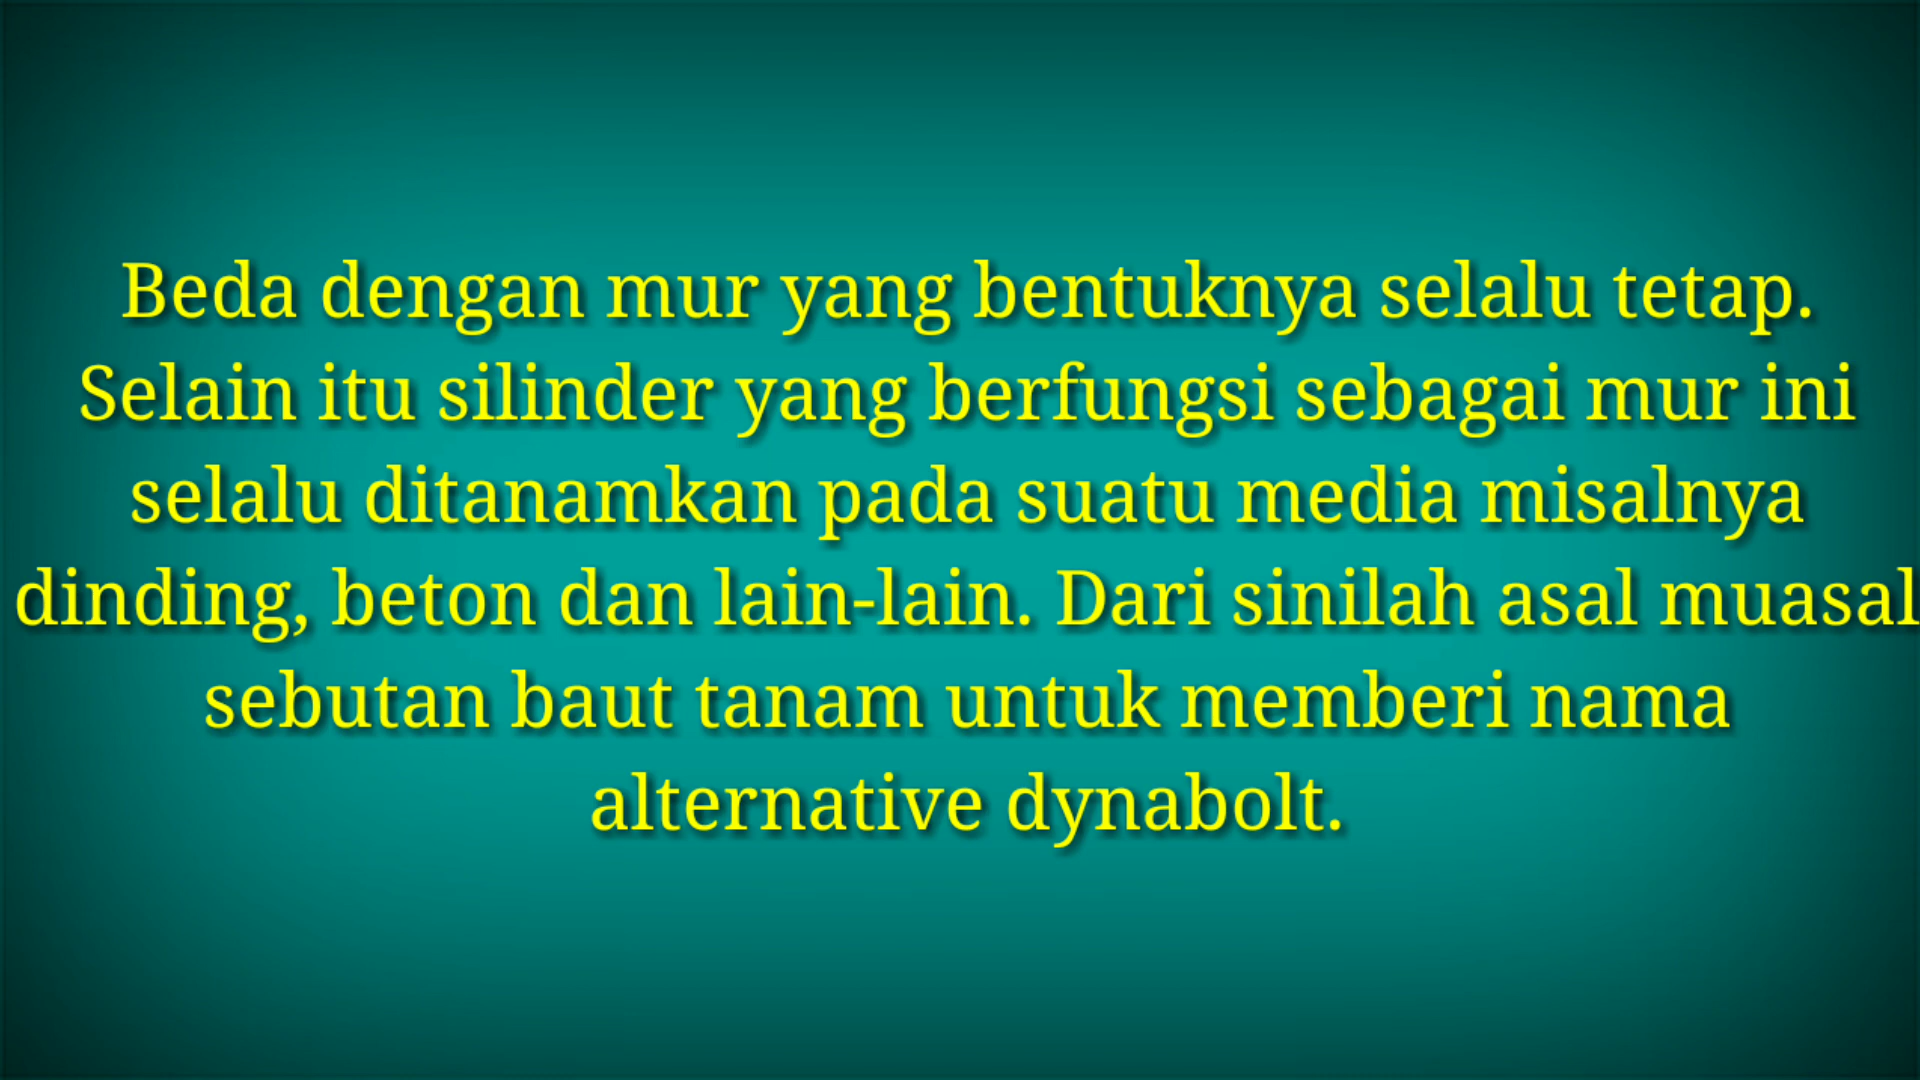 Beda dengan mur yang bentuknya selalu tetap.
Selain itu silinder yang berfungsi sebagai mur ini
selalu ditanamkan pada suatu media misalnya
dinding, beton dan lain-lain. Dari sinilah asal muasal
sebutan baut tanam untuk memberi nama
alternative dynabolt.